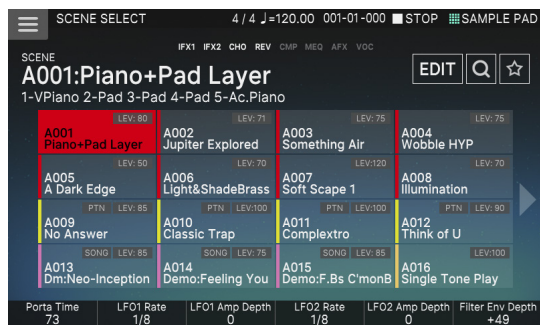 SCENE SELECT 4/4 ♩=120.00 001-01-000 STOP SAMPLE PAD
IFX1 IFX2 CHO REV CMP MEQ AFX VOC
SCENE
A001:Piano+Pad Layer
EDIT
1-VPiano 2-Pad 3-Pad 4-Pad 5-Ac.Piano
LEV: 80 LEV: 71 LEV: 75 LEV: 75
A001 A002 A003 A004
Piano+Pad Layer Jupiter Explored Something Air Wobble HYP
LEV: 50 LEV: 70 LEV:120 LEV: 70
A005 A006 A007 A008
A Dark Edge Light&ShadeBrass Soft Scape 1 Illumination
PTN LEV: 85 PTN LEV:100 PTN LEV:100 PTN LEV: 90
A009 A010 A011 A012
No Answer Classic Trap Complextro Think of U
SONG LEV: 85 SONG LEV: 75 SONG LEV: 85 LEV:100
A013 A014 A015 A016
Dm:Neo-Inception Demo:Feeling You Demo:F.Bs C'monB Single Tone Play
Porta Time LFO1 Rate LFO1 Amp Depth LFO2 Rate LFO2 Amp Depth Filter Env Depth
73 1/8 0 1/8 0 +49